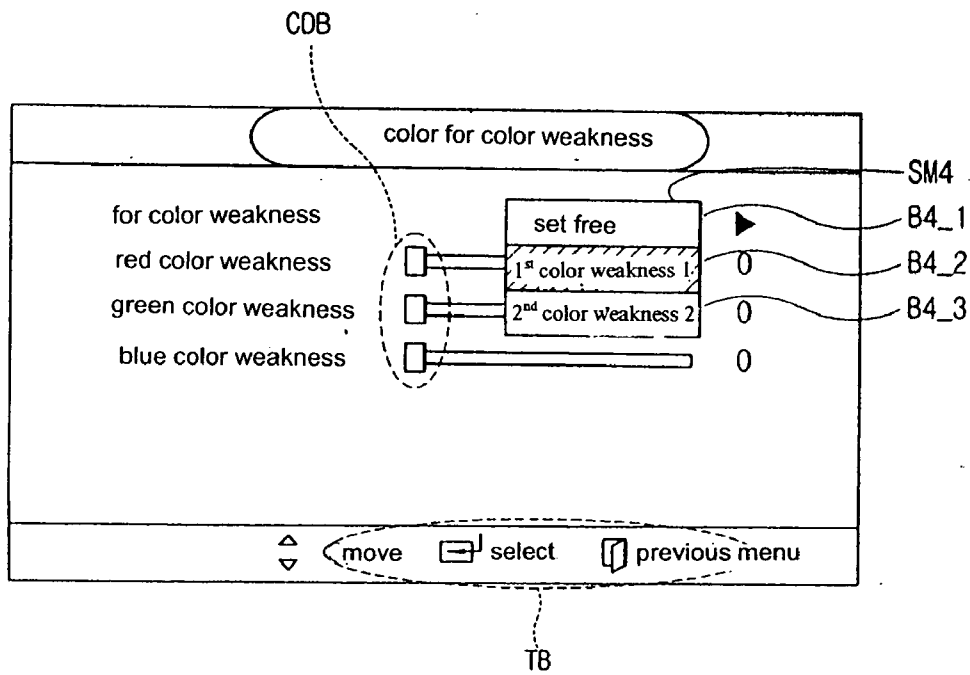 CDB
color for color weakness
SM4
for color weakness
set free
B4_1
red color weakness
1st color weakness 1
0
B4_2
green color weakness
2nd color weakness 2
0
B4_3
blue color weakness
0
move select previous menu
TB